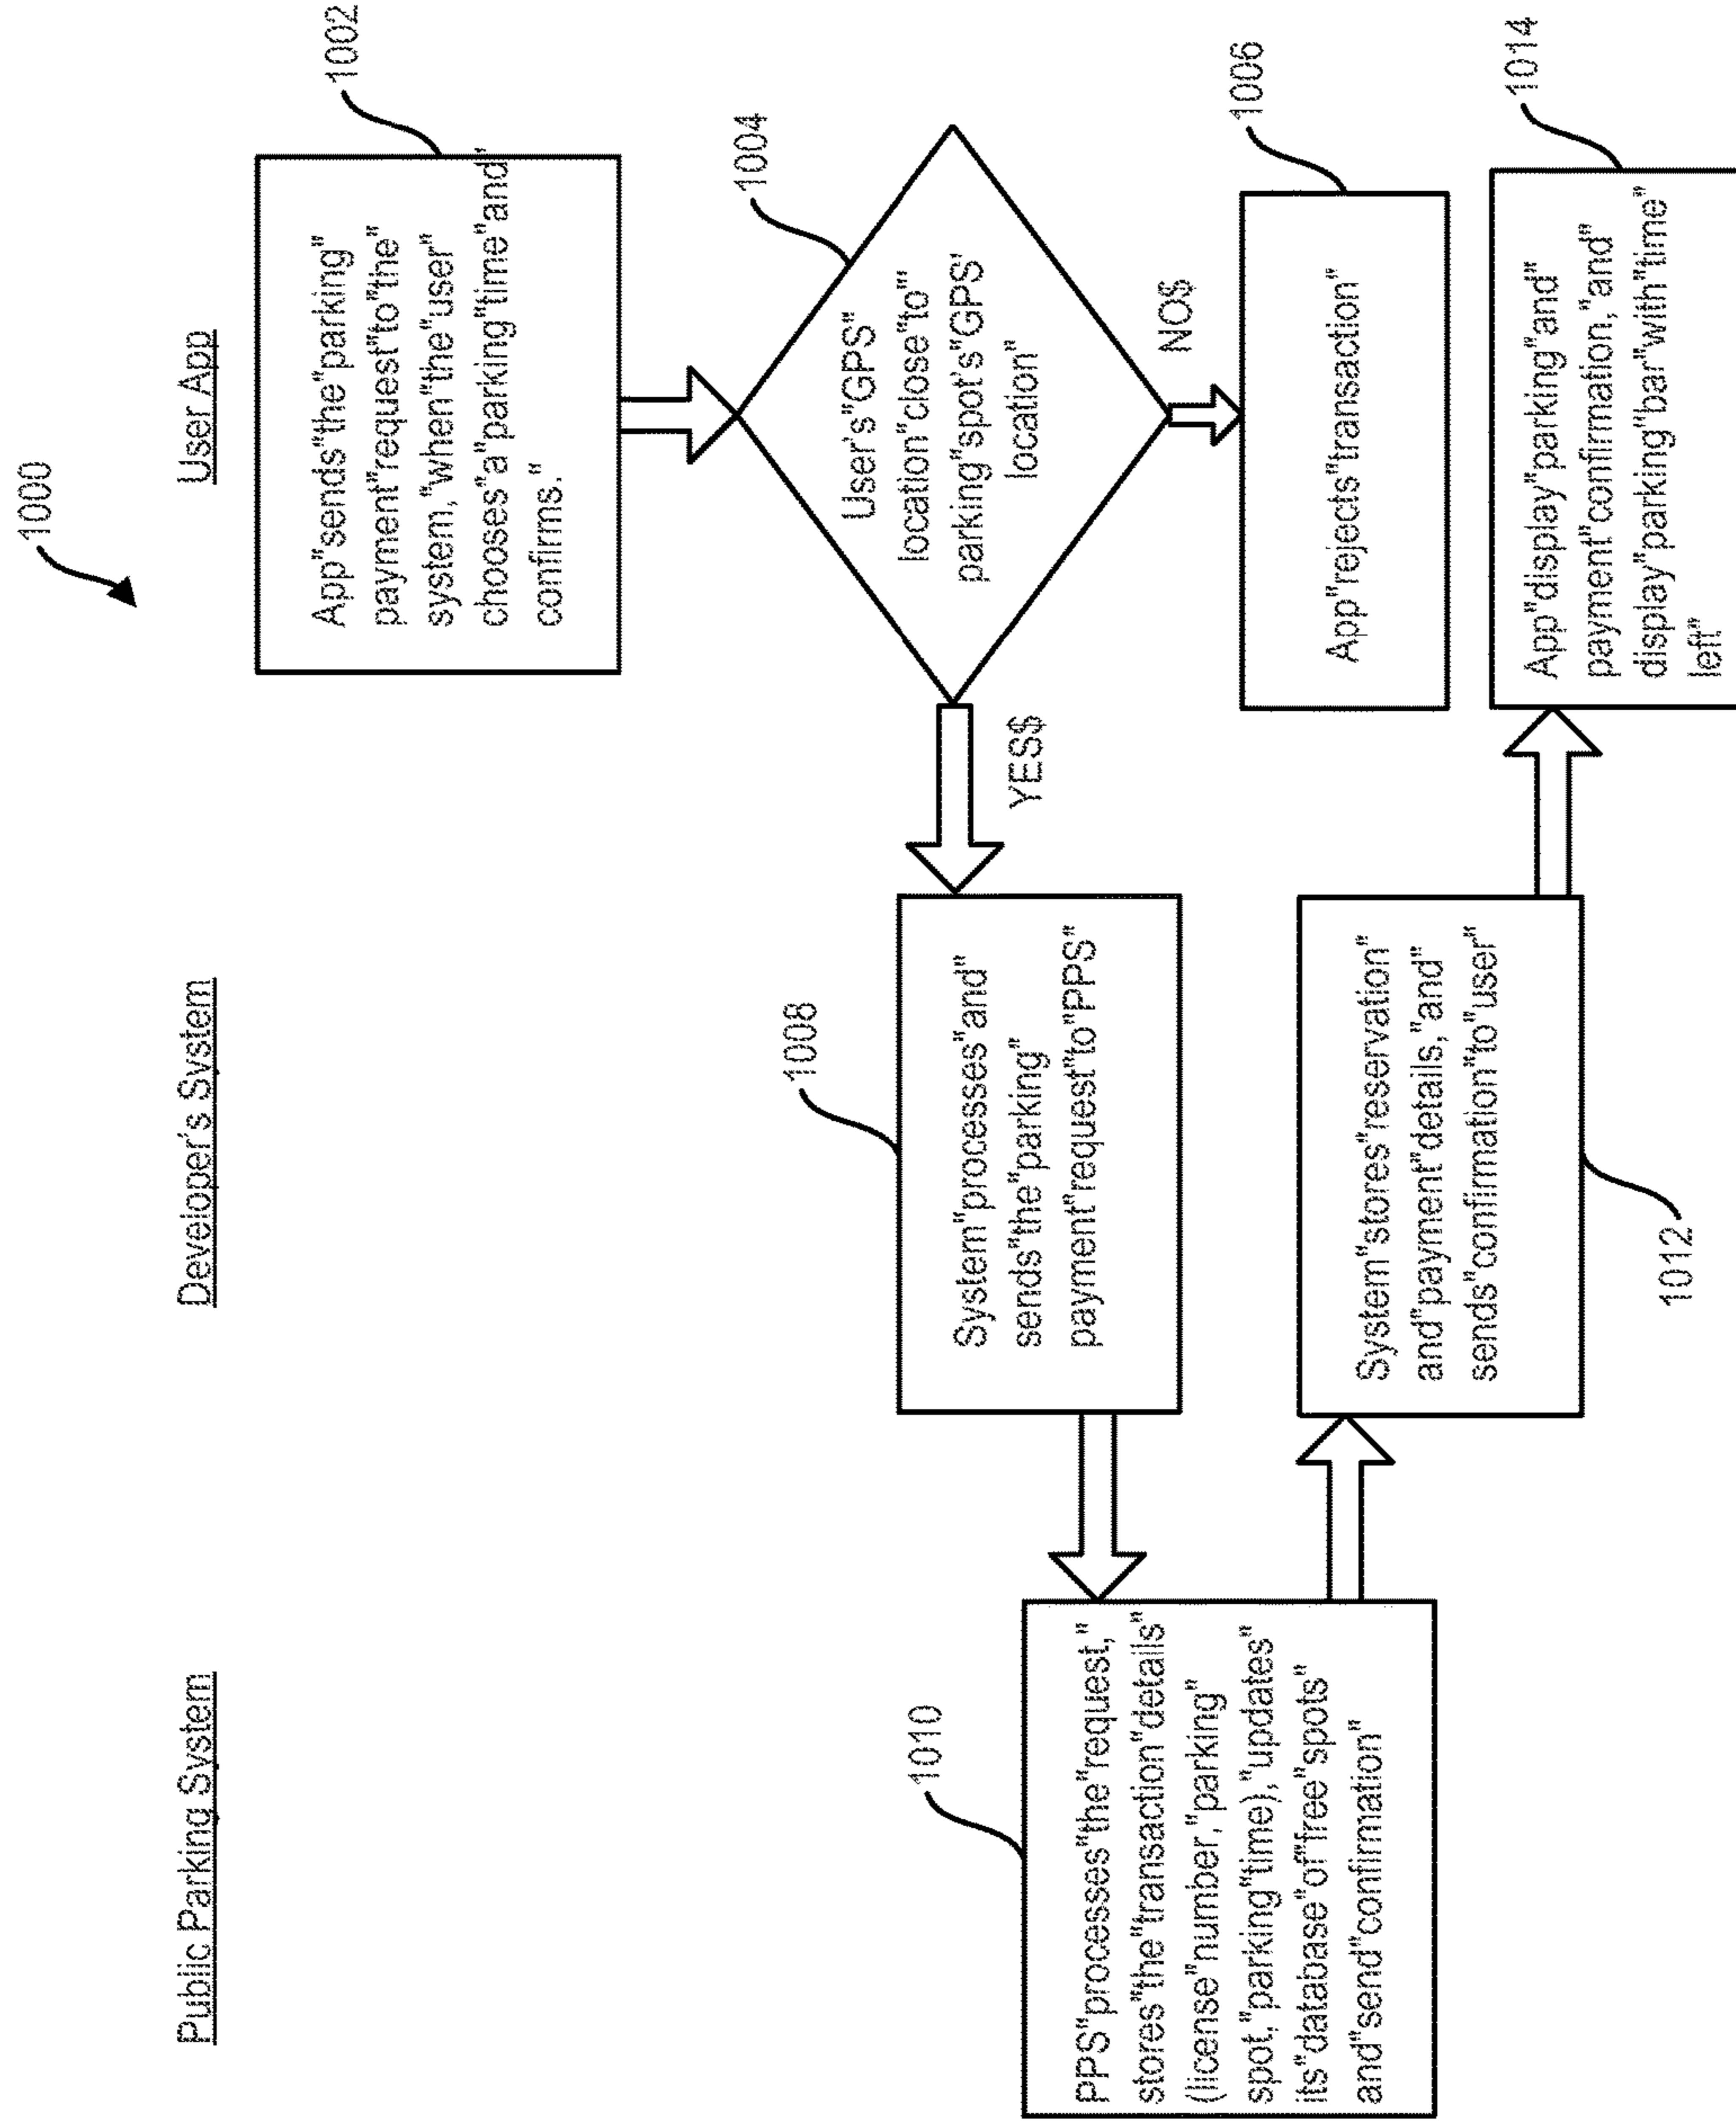 1000
Public Parking System
Developer's System
User App
App"sends"the"parking"
payment"request"to"the"
system,"when"the"user"
chooses"a"parking"time"and"
confirms."
1002
User's"GPS"
location"close"to"
parking"spot's"GPS"
location"
1004
YES$
NO$
App"rejects"transaction"
1006
System"processes"and"
sends"the"parking"
payment"request"to"PPS"
1008
PPS"processes"the"request,"
stores"the"transaction"details"
(license"number,"parking"
spot,"parking"time),"updates"
its"database"of"free"spots"
and"send"confirmation"
1010
System"stores"reservation"
and"payment"details,"and"
sends"confirmation"to"user"
1012
App"display"parking"and"
payment"confirmation,"and"
display"parking"bar"with"time"
left"
1014